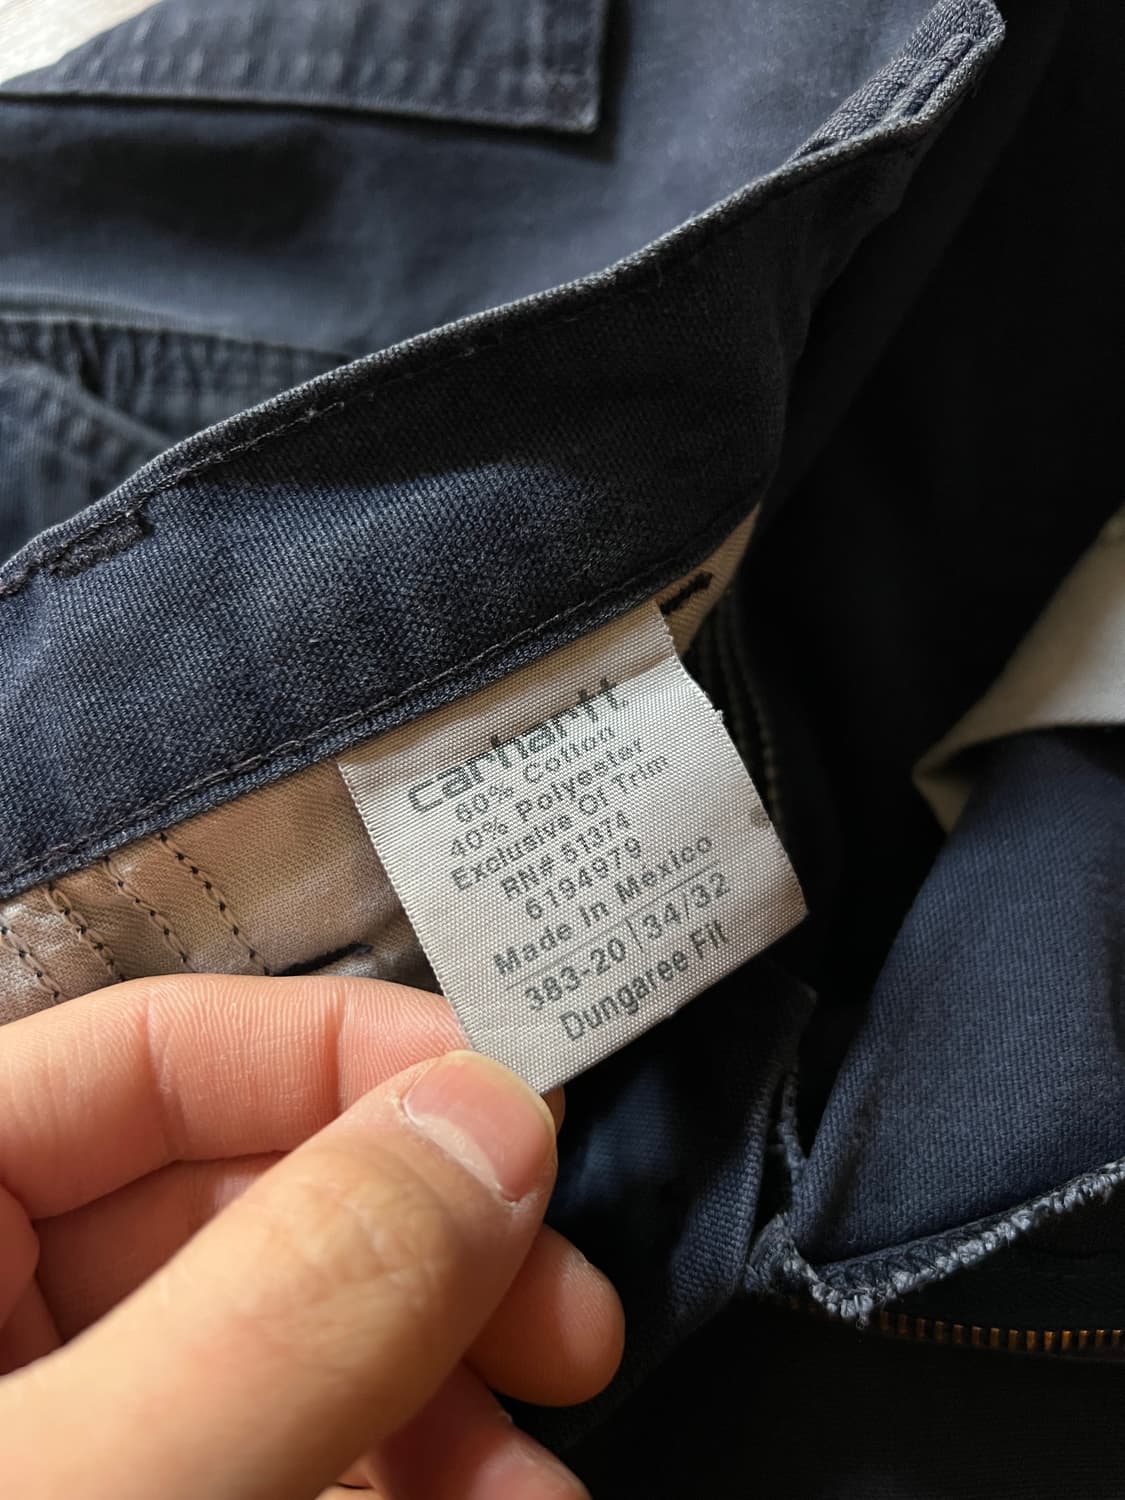 carhartt.
60% Cotton
40% Polyester
Exclusive Of Trim
RN# 51374
6194979
Made In Mexico
383-20 | 34/32
Dungaree Fit